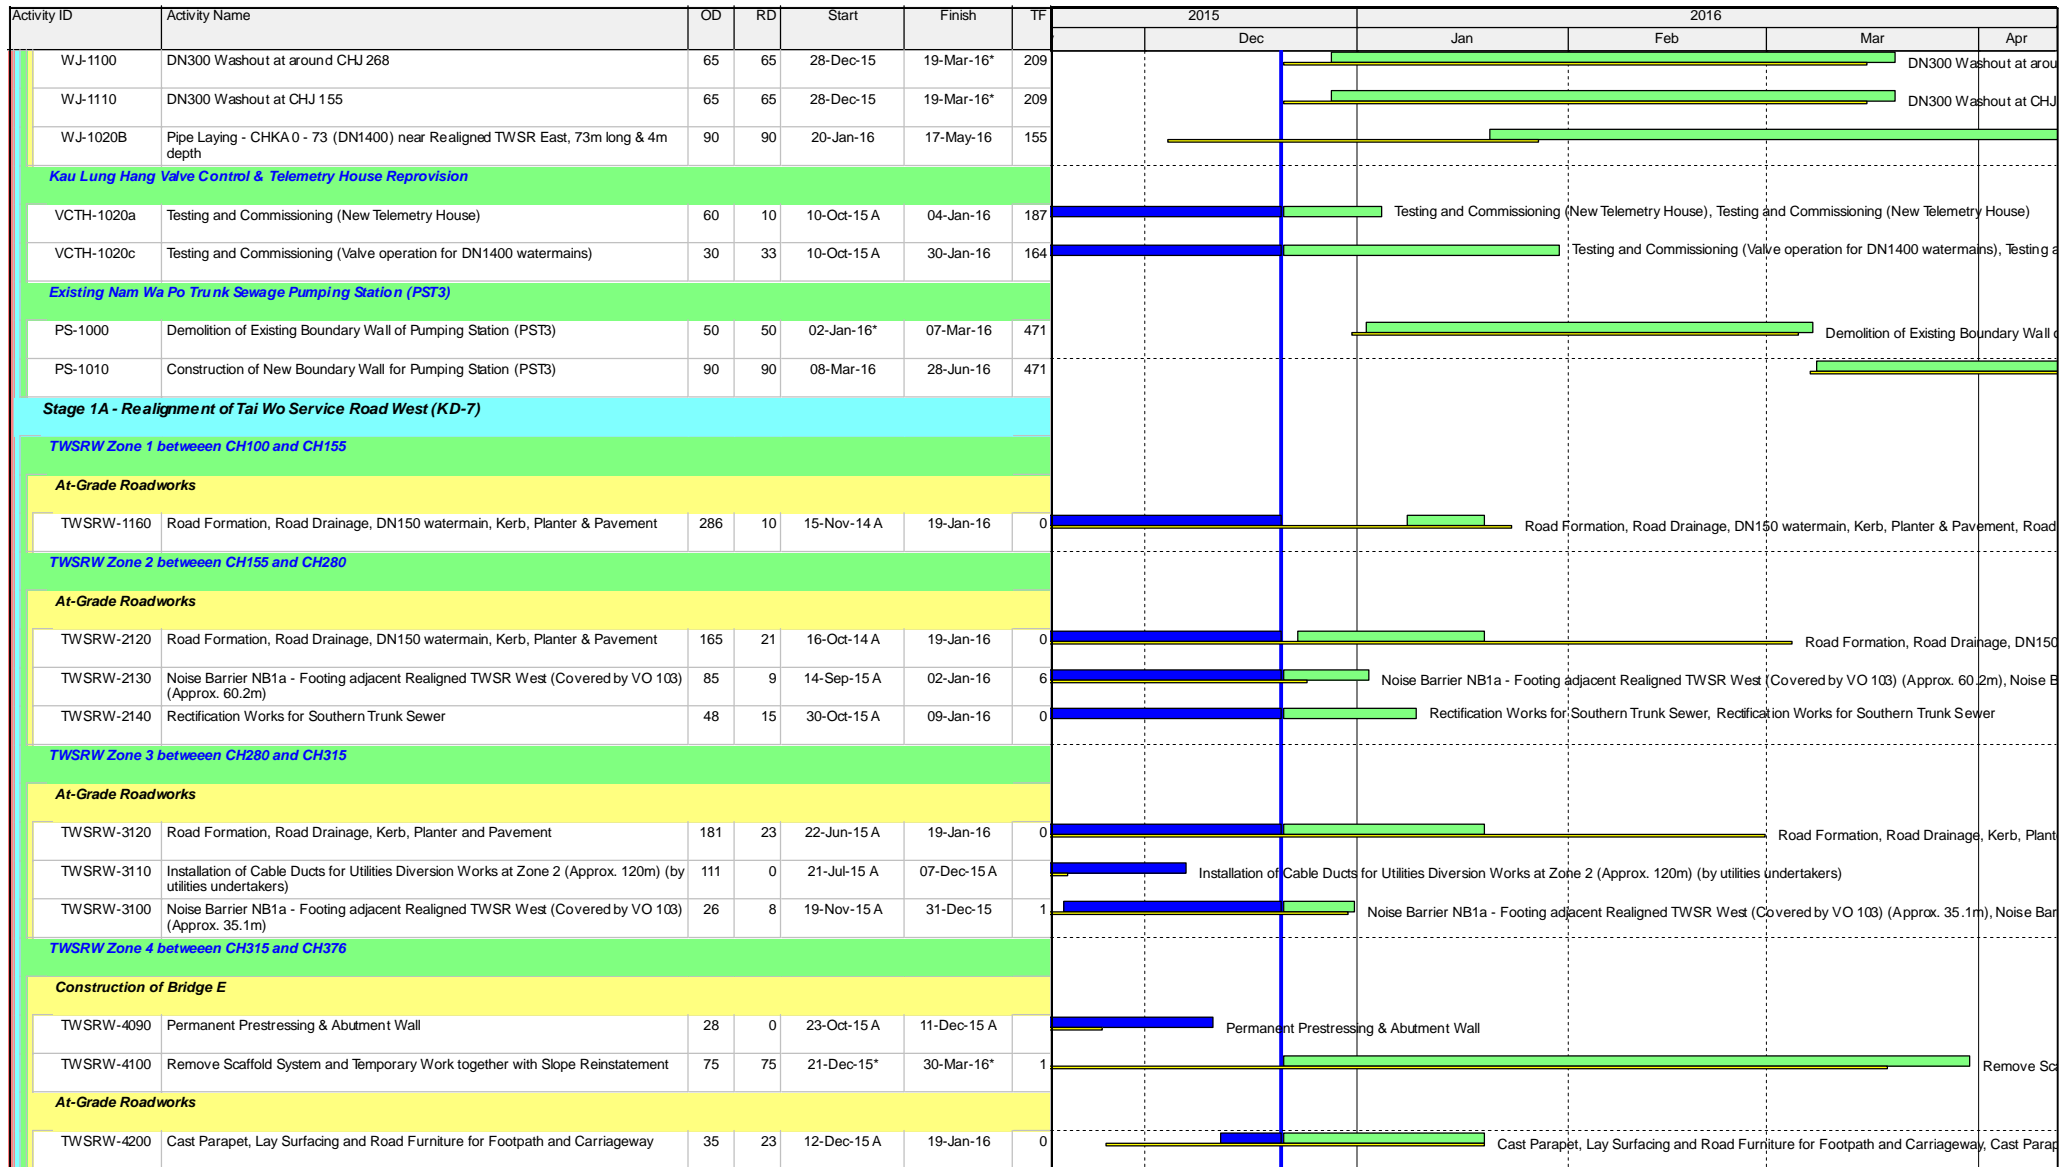 Activity ID Activity Name OD RD Start Finish TF 2015 2016
Dec Jan Feb Mar Apr
WJ-1100 DN300 Washout at around CHJ 268 65 65 28-Dec-15 19-Mar-16* 209 DN300 Washout at arou
WJ-1110 DN300 Washout at CHJ 155 65 65 28-Dec-15 19-Mar-16* 209 DN300 Washout at CHJ
WJ-1020B Pipe Laying - CHKA 0 - 73 (DN1400) near Realigned TWSR East, 73m long & 4m 90 90 20-Jan-16 17-May-16 155
depth
Kau Lung Hang Valve Control & Telemetry House Reprovision
VCTH-1020a Testing and Commissioning (New Telemetry House) 60 10 10-Oct-15 A 04-Jan-16 187 Testing and Commissioning (New Telemetry House), Testing and Commissioning (New Telemetry House)
VCTH-1020c Testing and Commissioning (Valve operation for DN1400 watermains) 30 33 10-Oct-15 A 30-Jan-16 164 Testing and Commissioning (Valve operation for DN1400 watermains), Testing a
Existing Nam Wa Po Trunk Sewage Pumping Station (PST3)
PS-1000 Demolition of Existing Boundary Wall of Pumping Station (PST3) 50 50 02-Jan-16* 07-Mar-16 471 Demolition of Existing Boundary Wall
PS-1010 Construction of New Boundary Wall for Pumping Station (PST3) 90 90 08-Mar-16 28-Jun-16 471
Stage 1A - Realignment of Tai Wo Service Road West (KD-7)
TWSRW Zone 1 betweeen CH100 and CH155
At-Grade Roadworks
TWSRW-1160 Road Formation, Road Drainage, DN150 watermain, Kerb, Planter & Pavement 286 10 15-Nov-14 A 19-Jan-16 0 Road Formation, Road Drainage, DN150 watermain, Kerb, Planter & Pavement, Road
TWSRW Zone 2 betweeen CH155 and CH280
At-Grade Roadworks
TWSRW-2120 Road Formation, Road Drainage, DN150 watermain, Kerb, Planter & Pavement 165 21 16-Oct-14 A 19-Jan-16 0 Road Formation, Road Drainage, DN150
TWSRW-2130 Noise Barrier NB1a - Footing adjacent Realigned TWSR West (Covered by VO 103) 85 9 14-Sep-15 A 02-Jan-16 6 Noise Barrier NB1a - Footing adjacent Realigned TWSR West (Covered by VO 103) (Approx. 60.2m), Noise B
(Approx. 60.2m)
TWSRW-2140 Rectification Works for Southern Trunk Sewer 48 15 30-Oct-15 A 09-Jan-16 0 Rectification Works for Southern Trunk Sewer, Rectification Works for Southern Trunk Sewer
TWSRW Zone 3 betweeen CH280 and CH315
At-Grade Roadworks
TWSRW-3120 Road Formation, Road Drainage, Kerb, Planter and Pavement 181 23 22-Jun-15 A 19-Jan-16 0 Road Formation, Road Drainage, Kerb, Plant
TWSRW-3110 Installation of Cable Ducts for Utilities Diversion Works at Zone 2 (Approx. 120m) (by 111 0 21-Jul-15 A 07-Dec-15 A Installation of Cable Ducts for Utilities Diversion Works at Zone 2 (Approx. 120m) (by utilities undertakers)
utilities undertakers)
TWSRW-3100 Noise Barrier NB1a - Footing adjacent Realigned TWSR West (Covered by VO 103) 26 8 19-Nov-15 A 31-Dec-15 1 Noise Barrier NB1a - Footing adjacent Realigned TWSR West (Covered by VO 103) (Approx. 35.1m), Noise Bar
(Approx. 35.1m)
TWSRW Zone 4 betweeen CH315 and CH376
Construction of Bridge E
TWSRW-4090 Permanent Prestressing & Abutment Wall 28 0 23-Oct-15 A 11-Dec-15 A Permanent Prestressing & Abutment Wall
TWSRW-4100 Remove Scaffold System and Temporary Work together with Slope Reinstatement 75 75 21-Dec-15* 30-Mar-16* 1 Remove Sca
At-Grade Roadworks
TWSRW-4200 Cast Parapet, Lay Surfacing and Road Furniture for Footpath and Carriageway 35 23 12-Dec-15 A 19-Jan-16 0 Cast Parapet, Lay Surfacing and Road Furniture for Footpath and Carriageway, Cast Parap